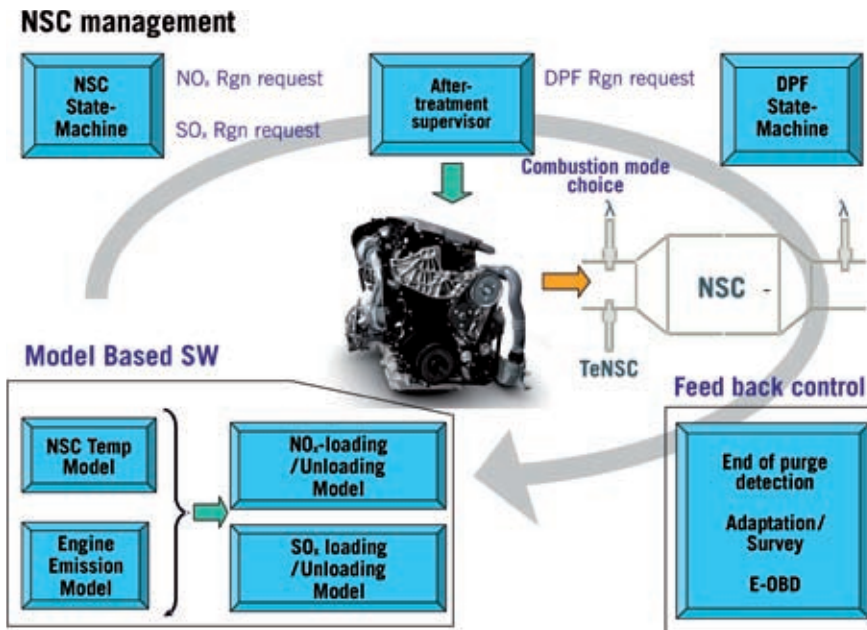 NSC management
NSC
State-
Machine
NOₓ Rgn request
SOₓ Rgn request
After-
treatment
supervisor
DPF Rgn request
DPF
State-
Machine
Combustion mode
choice
λ
λ
NSC
TeNSC
Model Based SW
NSC Temp
Model
Engine
Emission
Model
NOₓ-loading
/Unloading
Model
SOₓ loading
/Unloading
Model
Feed back control
End of purge
detection
Adaptation/
Survey
E-OBD